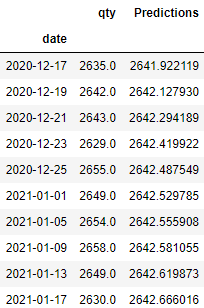 qty Predictions
date
2020-12-17 2635.0 2641.922119
2020-12-19 2642.0 2642.127930
2020-12-21 2643.0 2642.294189
2020-12-23 2629.0 2642.419922
2020-12-25 2655.0 2642.487549
2021-01-01 2649.0 2642.529785
2021-01-05 2654.0 2642.555908
2021-01-09 2658.0 2642.581055
2021-01-13 2649.0 2642.619873
2021-01-17 2630.0 2642.666016